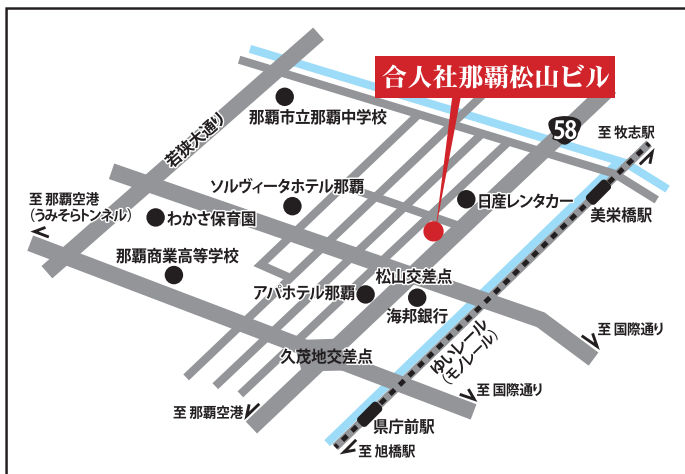 合人社那覇松山ビル
那覇市立那覇中学校
若狭大通り
58
至 牧志駅
至 那覇空港
(うみそらトンネル)
ソルヴィータホテル那覇
日産レンタカー
美栄橋駅
わかさ保育園
那覇商業高等学校
松山交差点
アパホテル那覇
海邦銀行
至 国際通り
久茂地交差点
ゆいレール
(モノレール)
至 国際通り
至 那覇空港
県庁前駅
至 旭橋駅